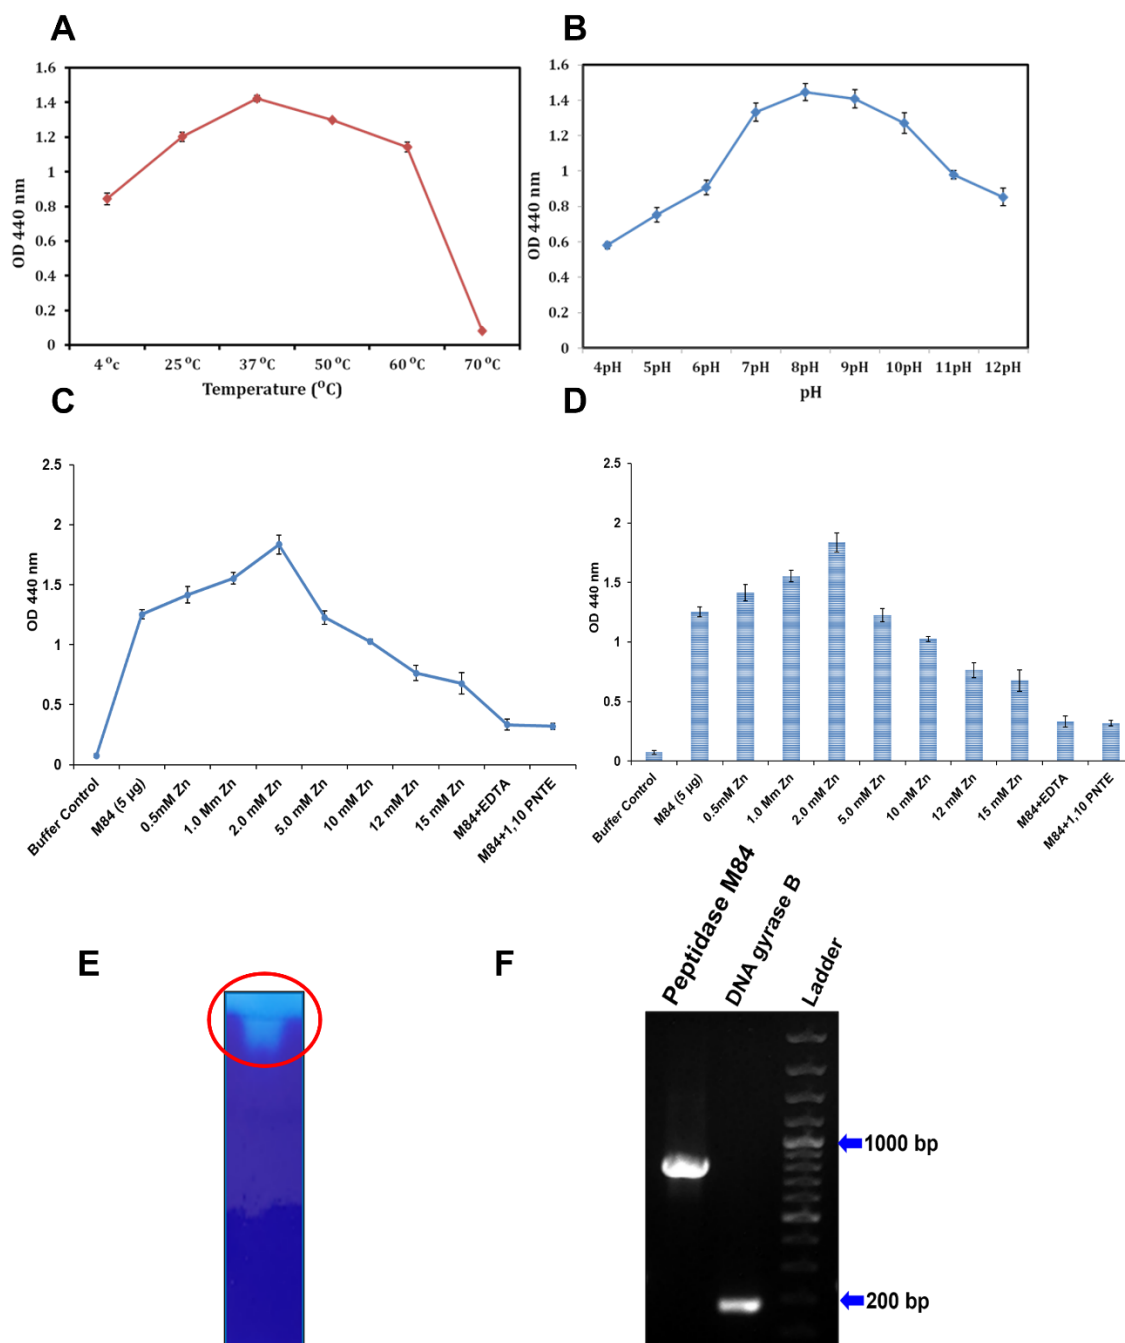 A
1.6
1.4
1.2
1
0.8
0.6
0.4
0.2
0
OD 440 nm
4 °c
25 °C
37 °C
50 °C
60 °C
70 °C
Temperature (°C)
B
1.6
1.4
1.2
1
0.8
0.6
0.4
0.2
0
OD 440 nm
4pH
5pH
6pH
7pH
8pH
9pH
10pH
11pH
12pH
pH
C
2.5
2
1.5
1
0.5
0
OD 440 nm
Buffer Control
M84 (5 µg)
0.5mM Zn
1.0 Mm Zn
2.0 mM Zn
5.0 mM Zn
10 mM Zn
12 mM Zn
15 mM Zn
M84+EDTA
M84+1,10 PNTE
D
2.5
2
1.5
1
0.5
0
OD 440 nm
Buffer Control
M84 (5 µg)
0.5mM Zn
1.0 Mm Zn
2.0 mM Zn
5.0 mM Zn
10 mM Zn
12 mM Zn
15 mM Zn
M84+EDTA
M84+1,10 PNTE
E
F
Peptidase M84
DNA gyrase B
Ladder
1000 bp
200 bp